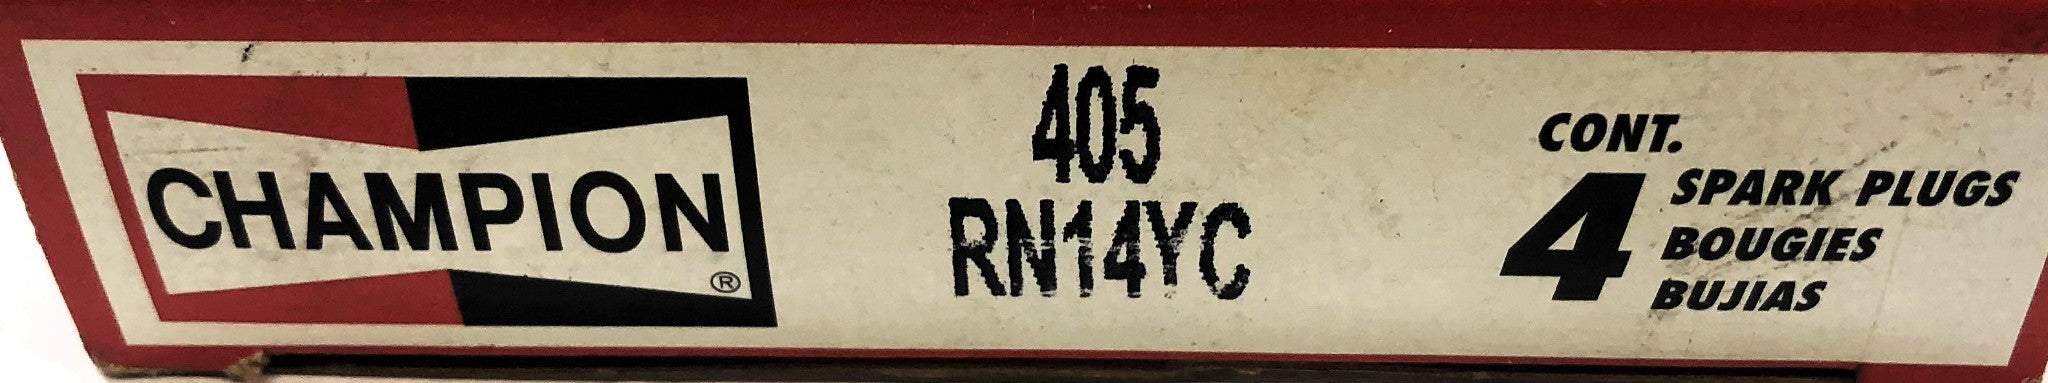 CHAMPION®
405
RN14YC
CONT.
4 SPARK PLUGS
BOUGIES
BUJIAS